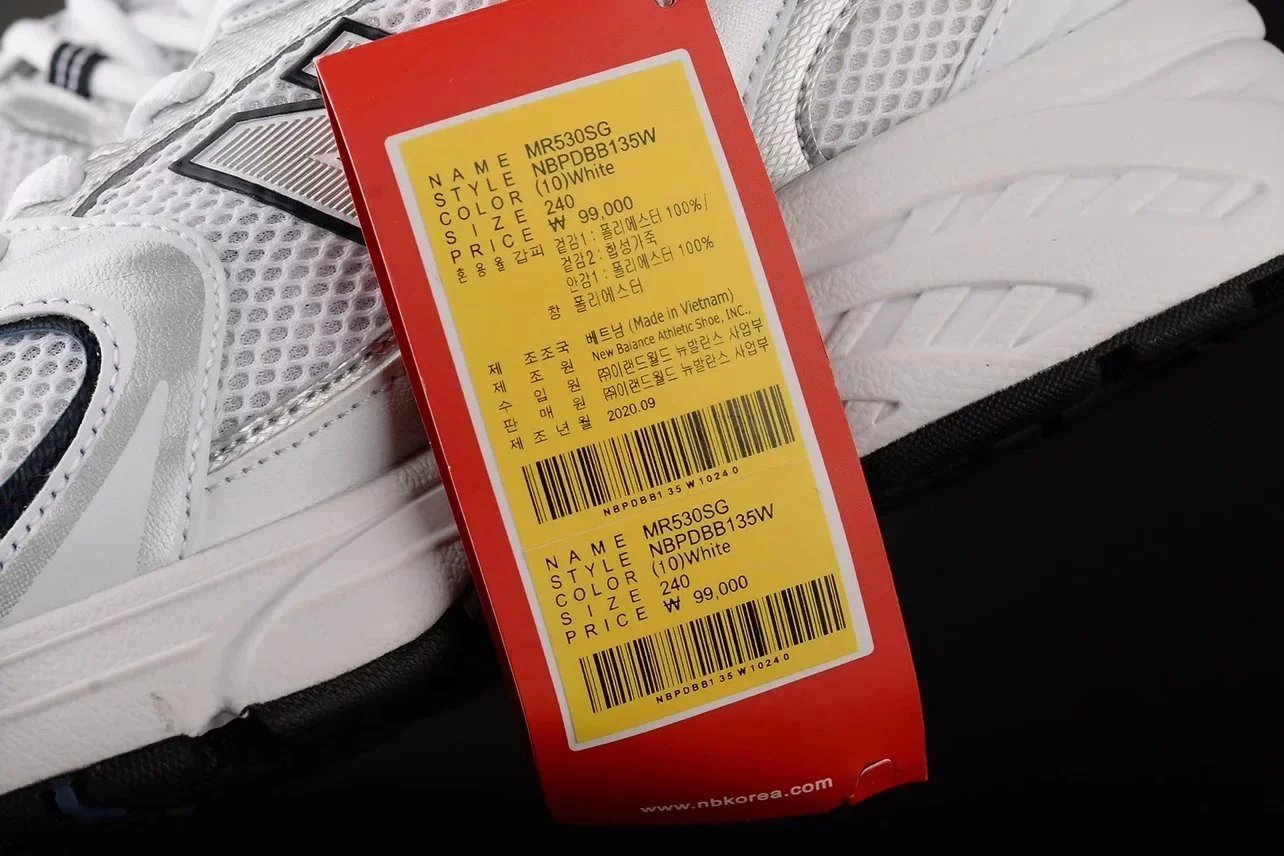 NAME MR530SG
STYLE NBPDBB135W
COLOR (10)White
SIZE 240
PRICE ₩ 99,000
혼용율 갑피 겉감1 : 폴리에스터 100%/
겉감2 : 합성가죽
안감1 : 폴리에스터 100%
창 폴리에스터
제조국 베트남 (Made in Vietnam)
제조원 New Balance Athletic Shoe, INC.,
수입원 ㈜이랜드월드 뉴발란스 사업부
판매원 ㈜이랜드월드 뉴발란스 사업부
제조년월 2020.09
NBPDBB135W10240
NAME MR530SG
STYLE NBPDBB135W
COLOR (10)White
SIZE 240
PRICE ₩ 99,000
NBPDBB135W10240
www.nbkorea.com